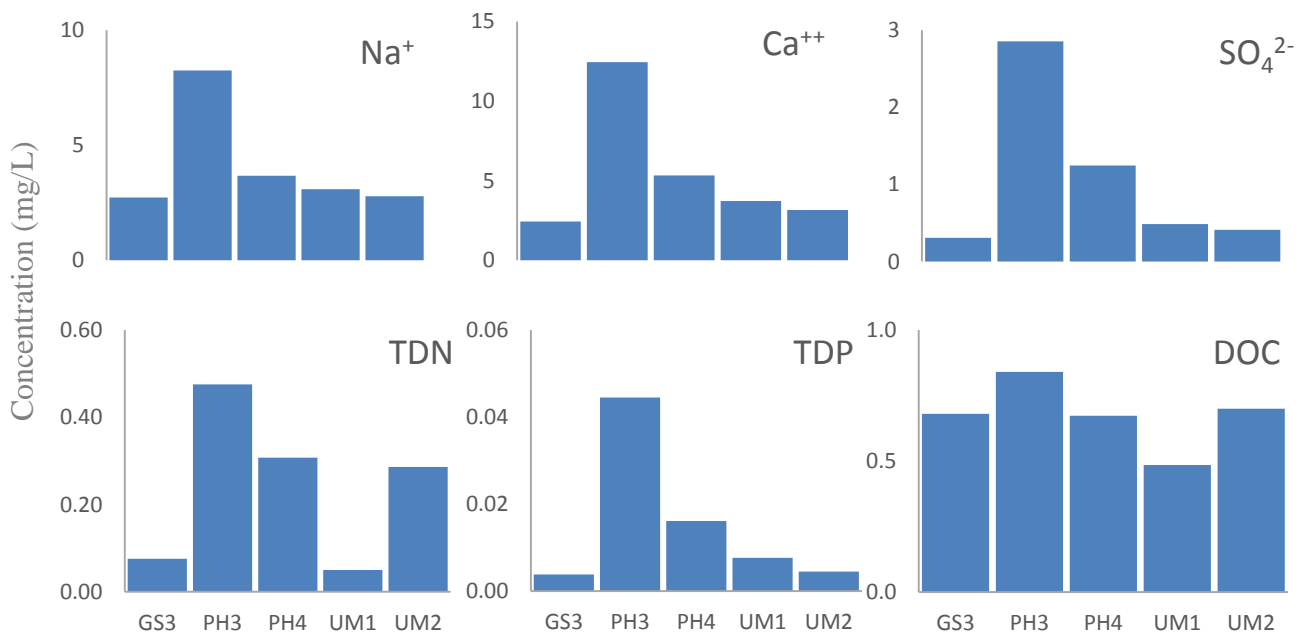 Concentration (mg/L)
Na⁺
10
5
0
Ca⁺⁺
15
10
5
0
SO₄²⁻
3
2
1
0
TDN
0.60
0.40
0.20
0.00
GS3 PH3 PH4 UM1 UM2
TDP
0.06
0.04
0.02
0.00
GS3 PH3 PH4 UM1 UM2
DOC
1.0
0.5
0.0
GS3 PH3 PH4 UM1 UM2